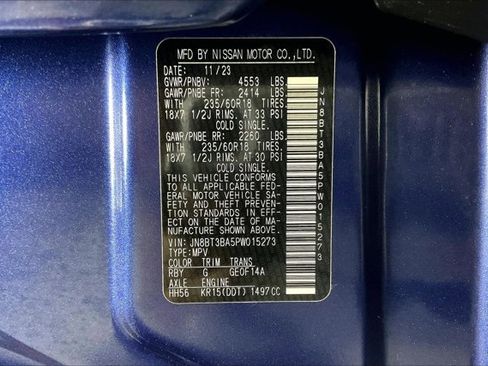 MFD BY NISSAN MOTOR CO.,LTD.
DATE: 11/23
GVWR/PNBV: 4553 LBS
GAWR/PNBE FR: 2414 LBS
WITH 235/60R18 TIRES.
18X7 1/2J RIMS. AT 33 PSI
COLD SINGLE.
GAWR/PNBE RR: 2260 LBS
WITH 235/60R18 TIRES.
18X7 1/2J RIMS. AT 30 PSI
COLD SINGLE.
THIS VEHICLE CONFORMS
TO ALL APPLICABLE FED-
ERAL MOTOR VEHICLE SA-
FETY AND THEFT PREVEN-
TION STANDARDS IN EFF-
ECT ON THE DATE OF MA-
NUFACTURE SHOWN ABOVE.
VIN: JN8BT3BA5PW015273
TYPE:MPV
COLOR TRIM TRANS
RBY G GE0F14A
AXLE ENGINE
HH56 KR15(DDT) 1497CC
JN8BT3BA5PW015273